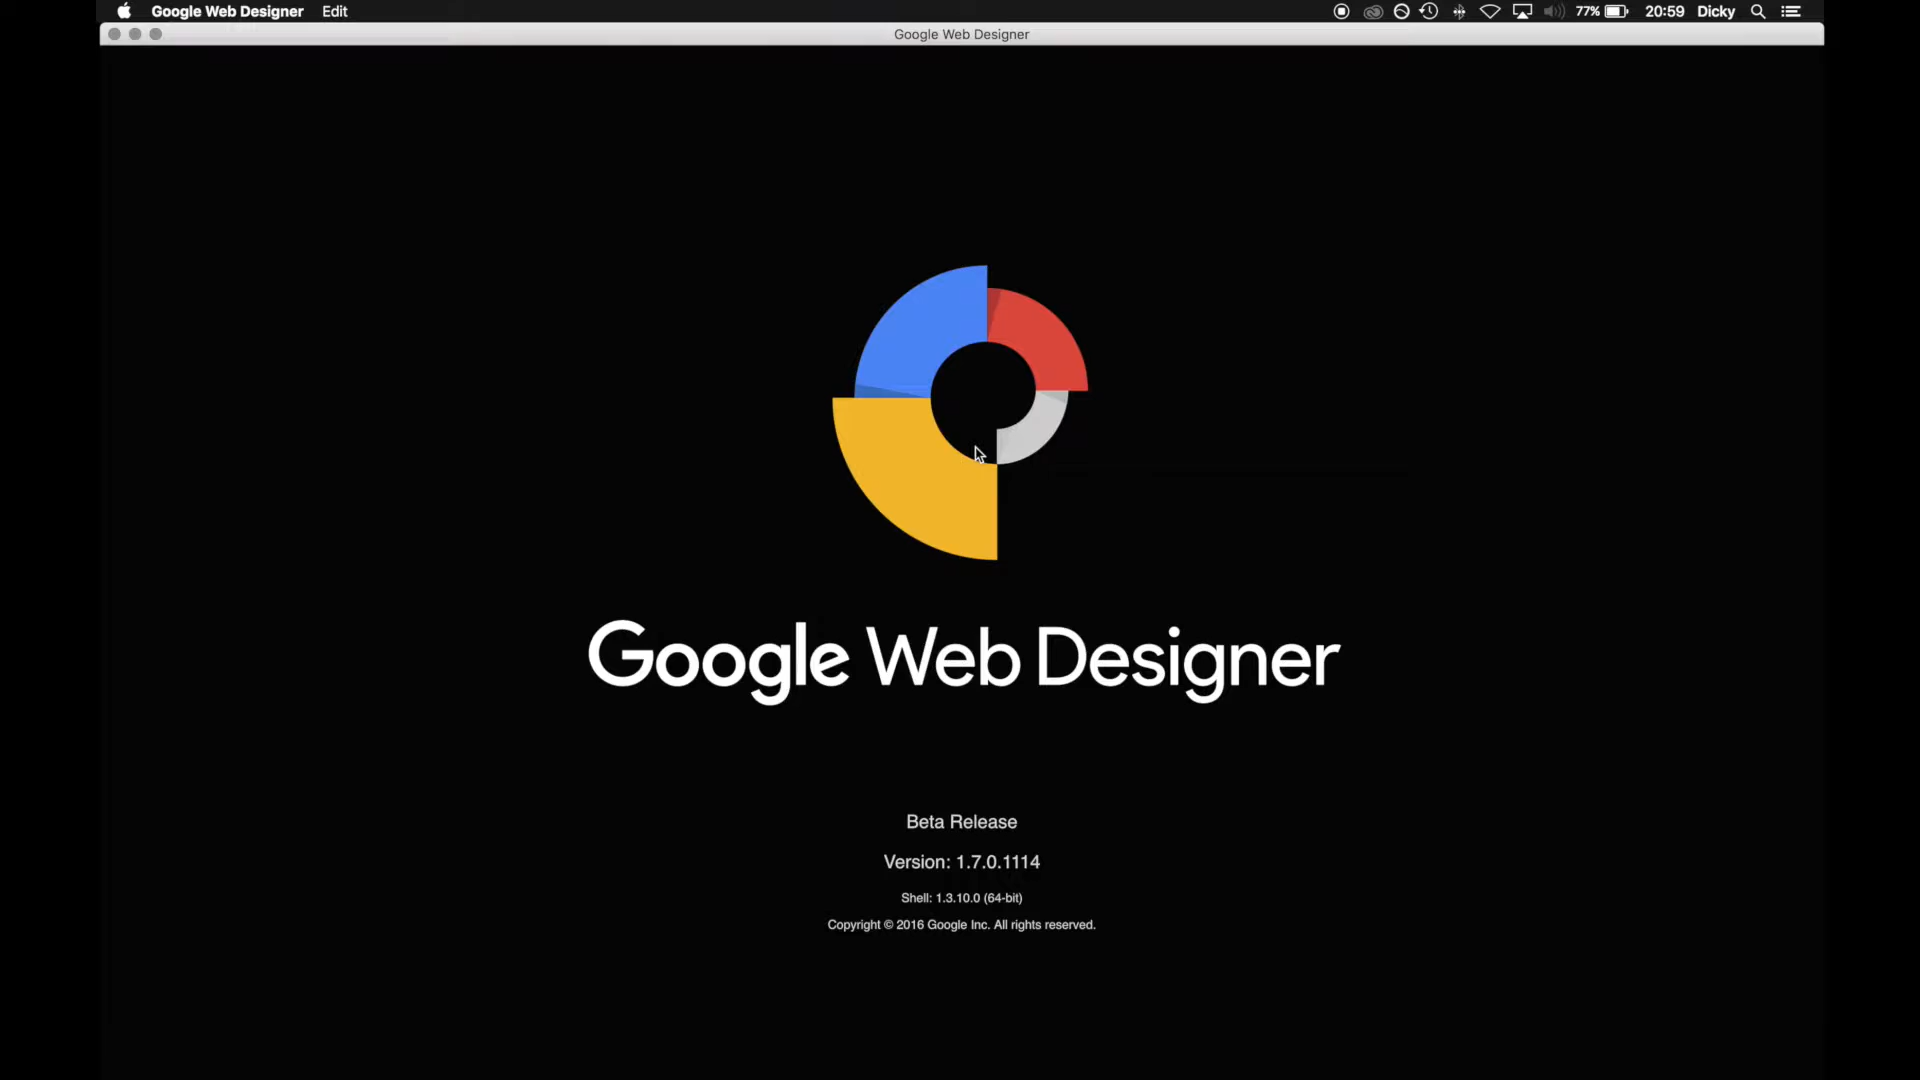 Google Web Designer Edit 77% 20:59 Dicky
Google Web Designer
Google Web Designer
Beta Release
Version: 1.7.0.1114
Shell: 1.3.10.0 (64-bit)
Copyright © 2016 Google Inc. All rights reserved.